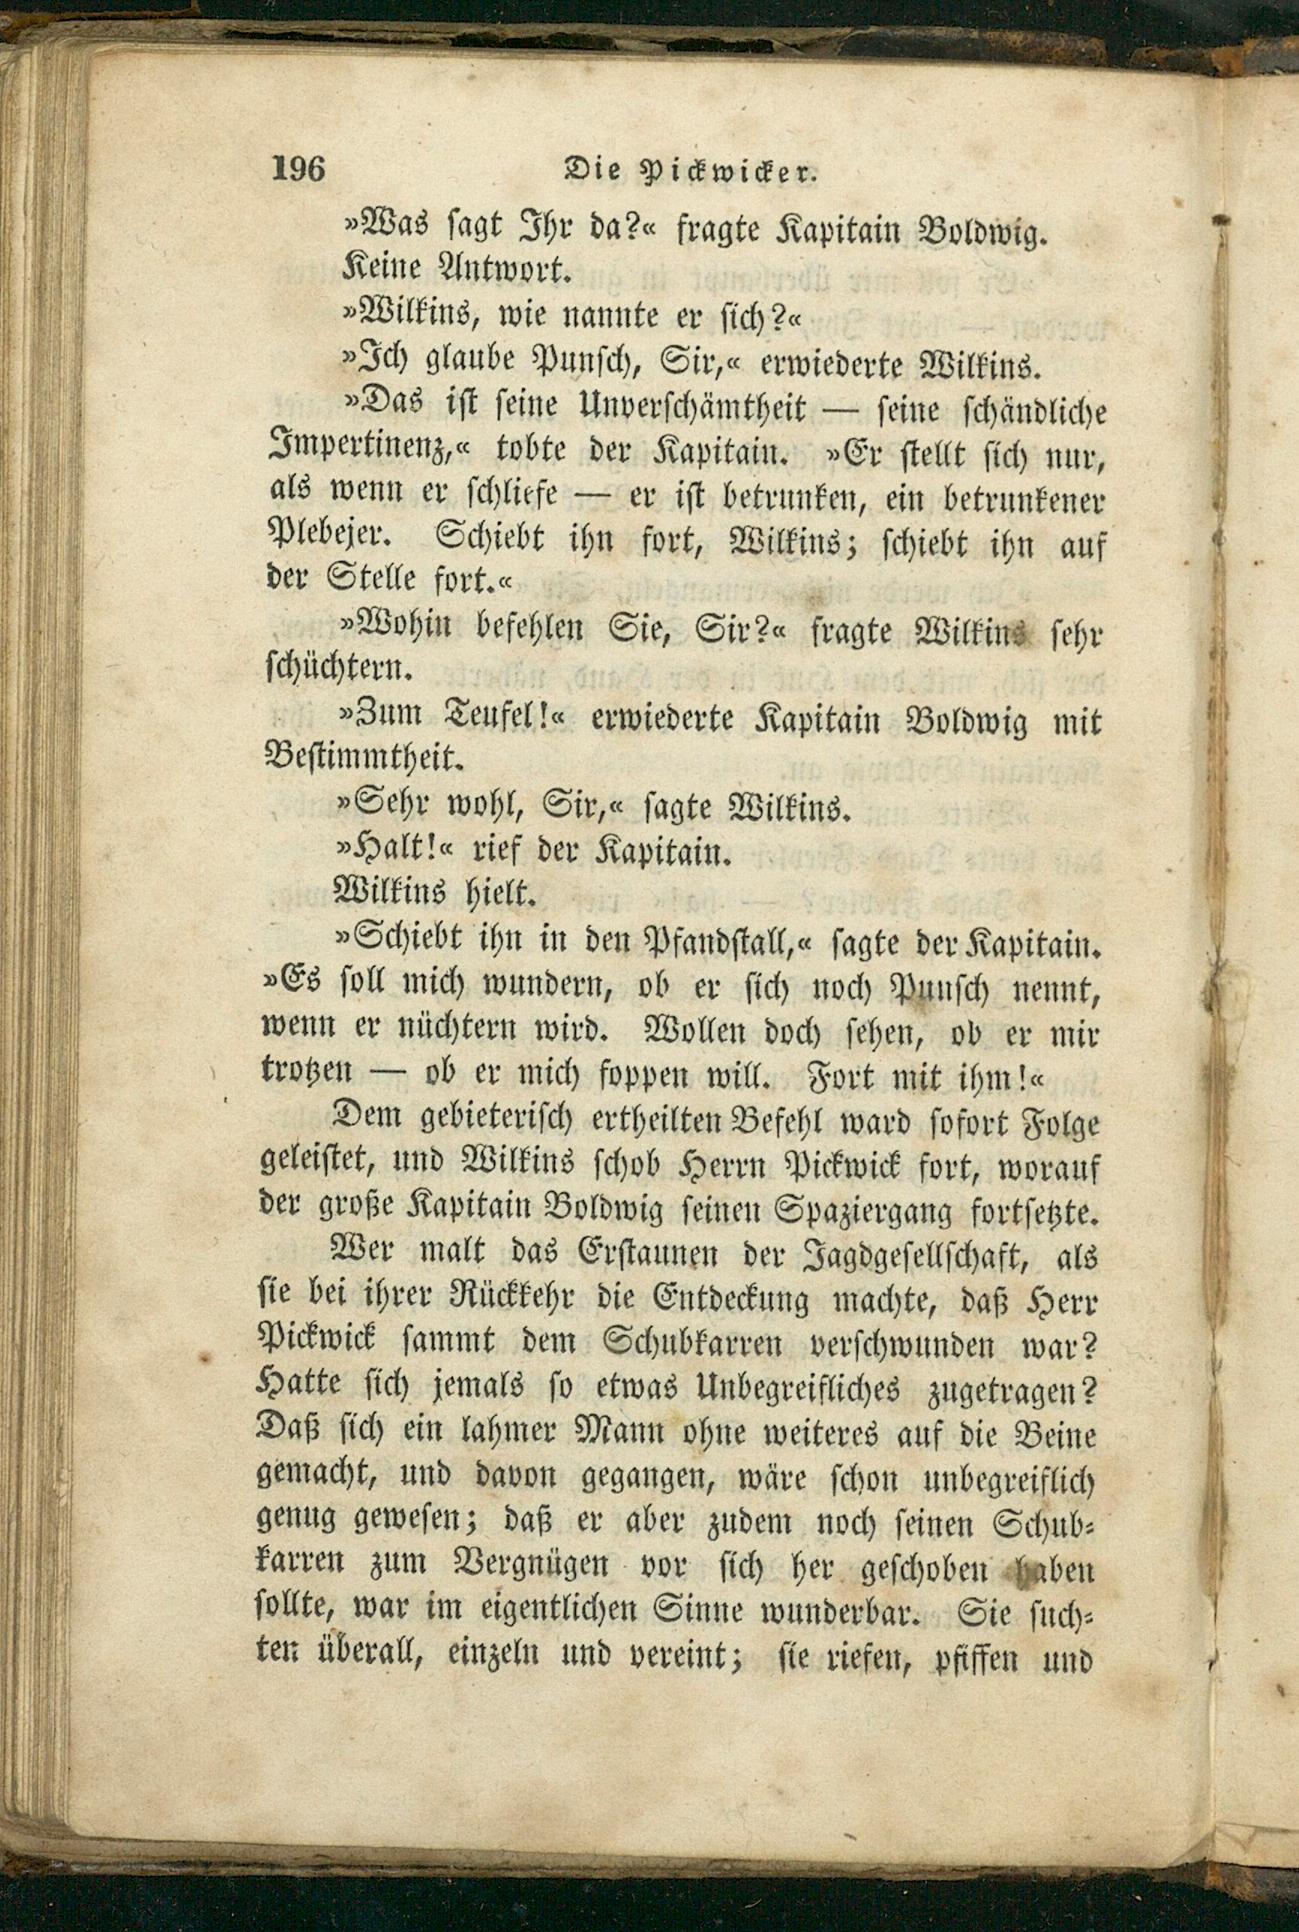 196 Die Pickwicker.
»Was sagt Ihr da?« fragte Kapitain Boldwig.
Keine Antwort.
»Wilkins, wie nannte er sich?«
»Ich glaube Punsch, Sir,« erwiederte Wilkins.
»Das ist seine Unverschämtheit — seine schändliche
Impertinenz,« tobte der Kapitain. »Er stellt sich nur,
als wenn er schliefe — er ist betrunken, ein betrunkener
Plebejer. Schiebt ihn fort, Wilkins; schiebt ihn auf
der Stelle fort.«
»Wohin befehlen Sie, Sir?« fragte Wilkins sehr
schüchtern.
»Zum Teufel!« erwiederte Kapitain Boldwig mit
Bestimmtheit.
»Sehr wohl, Sir,« sagte Wilkins.
»Halt!« rief der Kapitain.
Wilkins hielt.
»Schiebt ihn in den Pfandstall,« sagte der Kapitain.
»Es soll mich wundern, ob er sich noch Punsch nennt,
wenn er nüchtern wird. Wollen doch sehen, ob er mir
trotzen — ob er mich foppen will. Fort mit ihm!«
Dem gebieterisch ertheilten Befehl ward sofort Folge
geleistet, und Wilkins schob Herrn Pickwick fort, worauf
der große Kapitain Boldwig seinen Spaziergang fortsetzte.
Wer malt das Erstaunen der Jagdgesellschaft, als
sie bei ihrer Rückkehr die Entdeckung machte, daß Herr
Pickwick sammt dem Schubkarren verschwunden war?
Hatte sich jemals so etwas Unbegreifliches zugetragen?
Daß sich ein lahmer Mann ohne weiteres auf die Beine
gemacht, und davon gegangen, wäre schon unbegreiflich
genug gewesen; daß er aber zudem noch seinen Schub-
karren zum Vergnügen vor sich her geschoben haben
sollte, war im eigentlichen Sinne wunderbar. Sie such-
ten überall, einzeln und vereint; sie riefen, pfiffen und